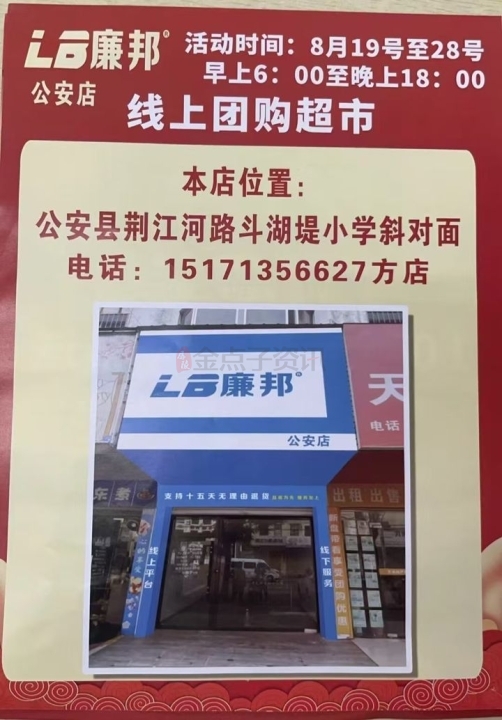 LB廉邦®
公安店
活动时间：8月19号至28号
早上6：00至晚上18：00
线上团购超市
本店位置：
公安县荆江河路斗湖堤小学斜对面
电话：15171356627方店
金点子资讯
LB廉邦®
公安店
天
电话
支持十五天无理由退货
车素
线上平台
线下服务
出租出售